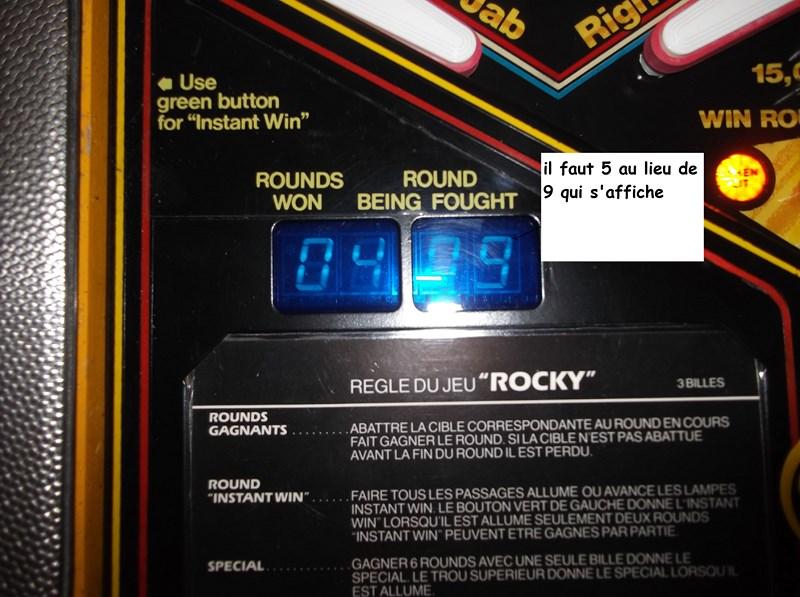 Jab
Right
15,0
Use
green button
for "Instant Win"
WIN ROU
il faut 5 au lieu de
9 qui s'affiche
ROUNDS
WON
ROUND
BEING FOUGHT
04
9
REGLE DU JEU "ROCKY" 3 BILLES
ROUNDS
GAGNANTS ......... ABATTRE LA CIBLE CORRESPONDANTE AU ROUND EN COURS
FAIT GAGNER LE ROUND. SI LA CIBLE N'EST PAS ABATTUE
AVANT LA FIN DU ROUND IL EST PERDU.
ROUND
"INSTANT WIN" ...... FAIRE TOUS LES PASSAGES ALLUME OU AVANCE LES LAMPES
INSTANT WIN. LE BOUTON VERT DE GAUCHE DONNE L'"INSTANT
WIN" LORSQU'IL EST ALLUME SEULEMENT DEUX ROUNDS
"INSTANT WIN" PEUVENT ETRE GAGNES PAR PARTIE.
SPECIAL ............ GAGNER 6 ROUNDS AVEC UNE SEULE BILLE DONNE LE
SPECIAL. LE TROU SUPERIEUR DONNE LE SPECIAL LORSQU'IL
EST ALLUME.